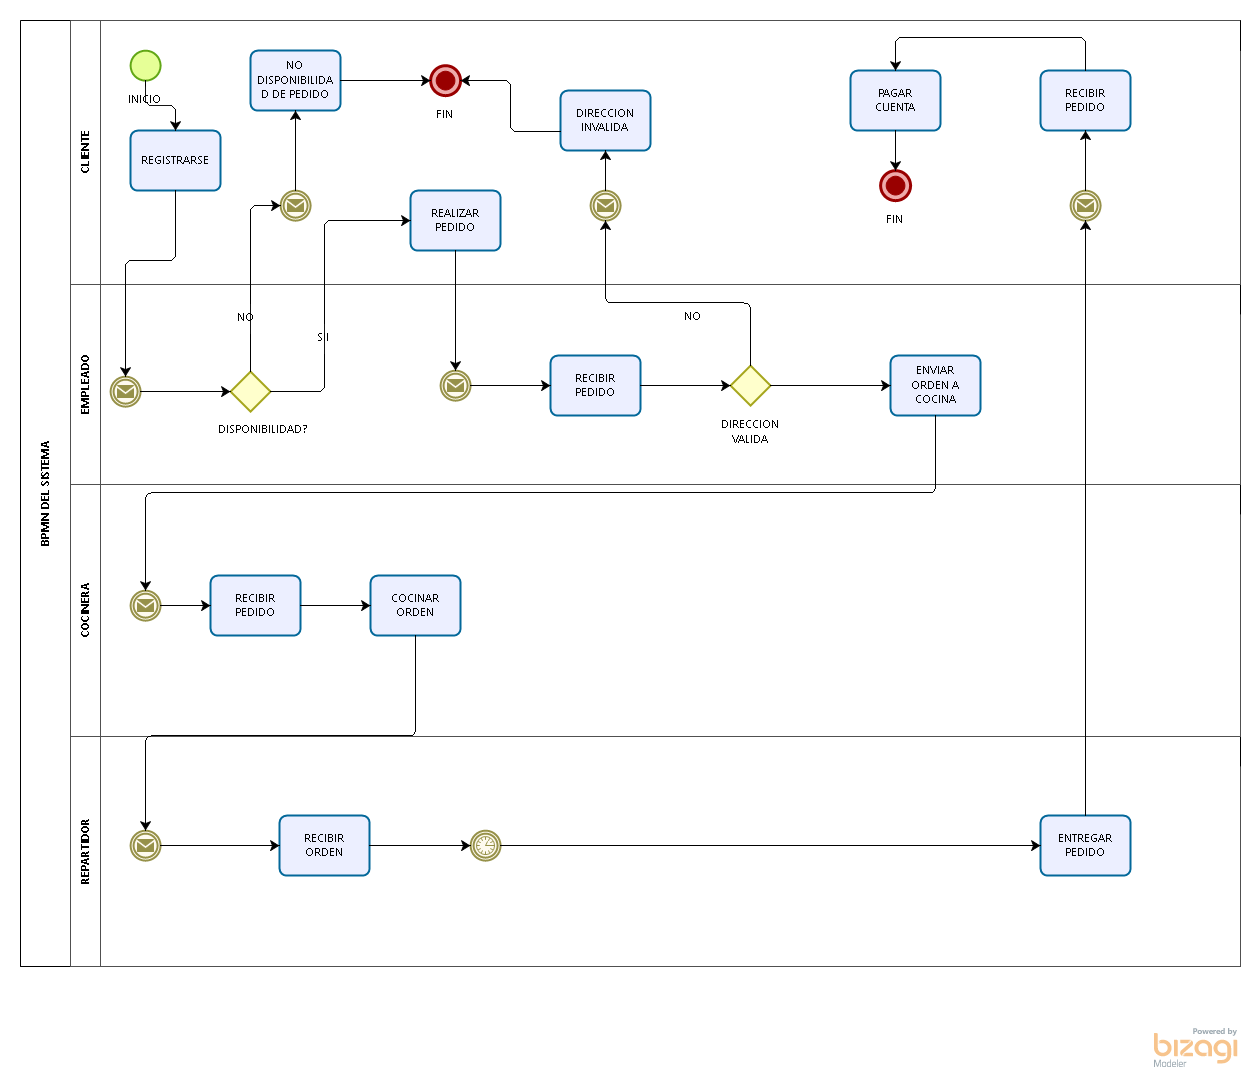 BPMN DEL SISTEMA
CLIENTE
INICIO
REGISTRARSE
NO
DISPONIBILIDA
D DE PEDIDO
FIN
DIRECCION
INVALIDA
REALIZAR
PEDIDO
PAGAR
CUENTA
FIN
RECIBIR
PEDIDO
EMPLEADO
NO
SI
DISPONIBILIDAD?
RECIBIR
PEDIDO
NO
DIRECCION
VALIDA
ENVIAR
ORDEN A
COCINA
COCINERA
RECIBIR
PEDIDO
COCINAR
ORDEN
REPARTIDOR
RECIBIR
ORDEN
ENTREGAR
PEDIDO
Powered by
bizagi
Modeler